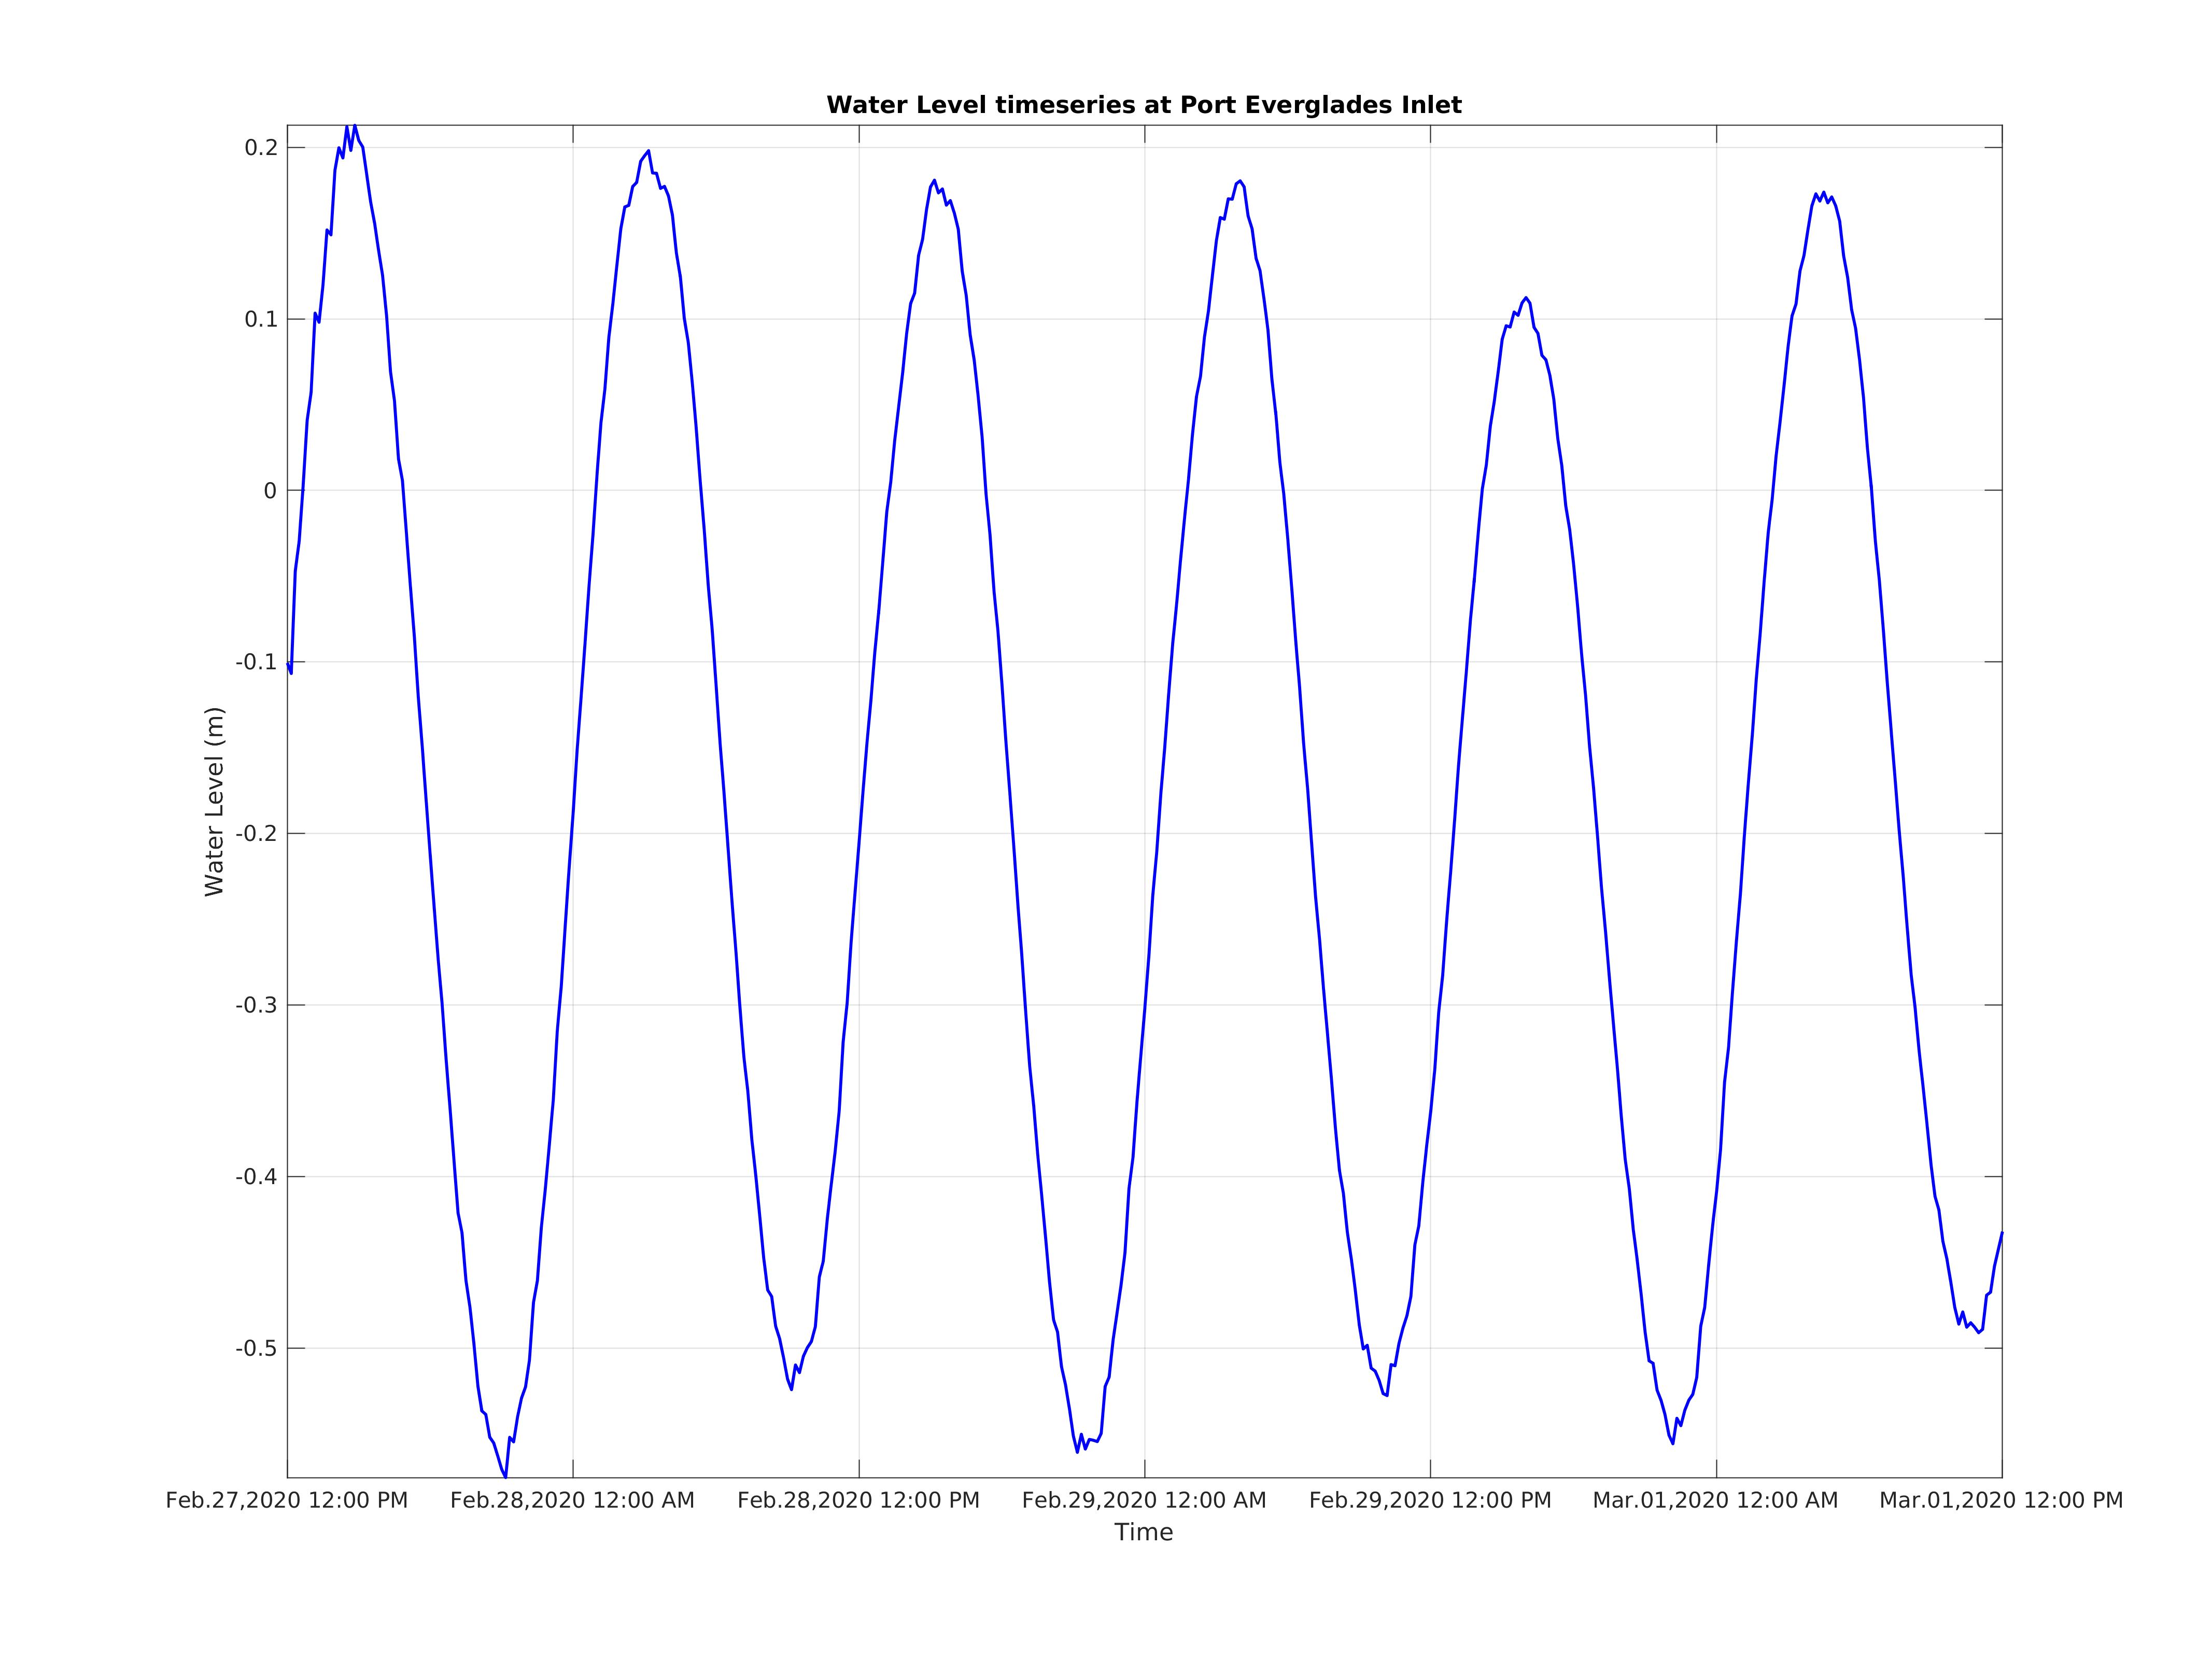 Water Level timeseries at Port Everglades Inlet
0.2
0.1
0
-0.1
-0.2
-0.3
-0.4
-0.5
Water Level (m)
Feb.27,2020 12:00 PM Feb.28,2020 12:00 AM Feb.28,2020 12:00 PM Feb.29,2020 12:00 AM Feb.29,2020 12:00 PM Mar.01,2020 12:00 AM Mar.01,2020 12:00 PM
Time